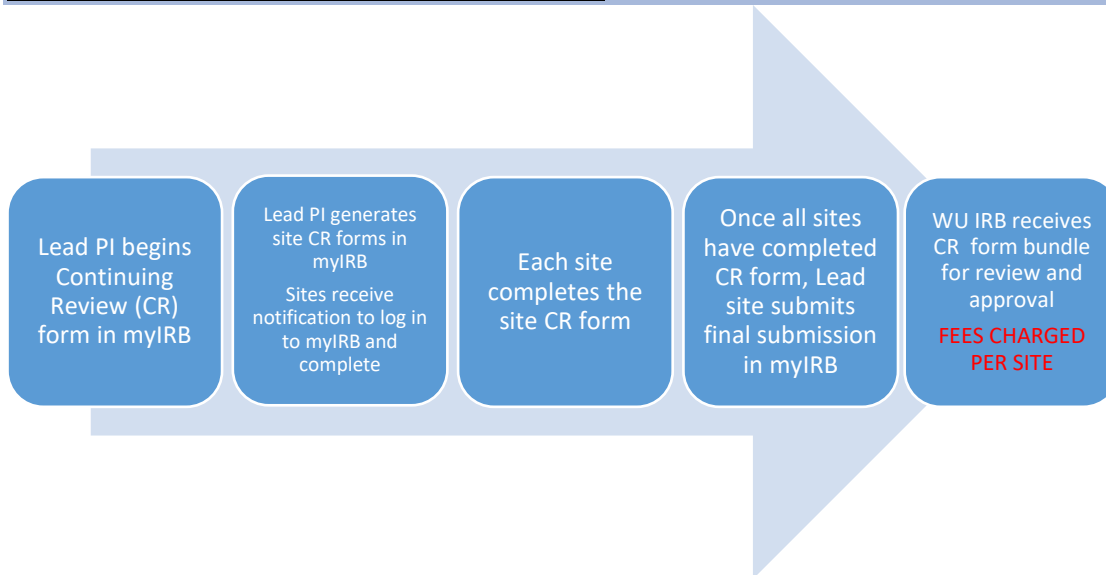 Lead PI begins
Continuing
Review (CR)
form in myIRB
Lead PI generates
site CR forms in
myIRB
Sites receive
notification to log in
to myIRB and
complete
Each site
completes the
site CR form
Once all sites
have completed
CR form, Lead
site submits
final submission
in myIRB
WU IRB receives
CR form bundle
for review and
approval
FEES CHARGED
PER SITE